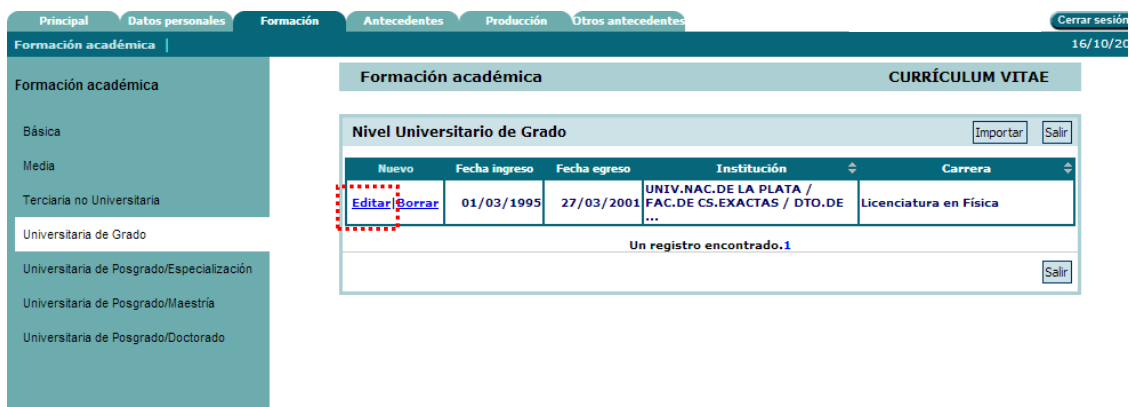 Principal Datos personales Formación Antecedentes Producción Otros antecedentes Cerrar sesión
Formación académica | 16/10/20
Formación académica
Básica
Media
Terciaria no Universitaria
Universitaria de Grado
Universitaria de Posgrado/Especialización
Universitaria de Posgrado/Maestría
Universitaria de Posgrado/Doctorado
Formación académica CURRÍCULUM VITAE
Nivel Universitario de Grado Importar Salir
Nuevo Fecha ingreso Fecha egreso Institución Carrera
Editar|Borrar 01/03/1995 27/03/2001 UNIV.NAC.DE LA PLATA /
FAC.DE CS.EXACTAS / DTO.DE
... Licenciatura en Física
Un registro encontrado.1
Salir